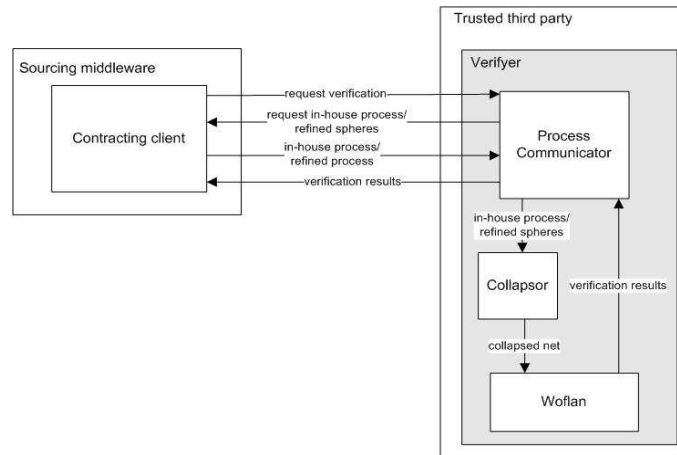 Trusted third party
Sourcing middleware
Verifyer
request verification
Contracting client
request in-house process/
refined spheres
Process
Communicator
in-house process/
refined process
verification results
in-house process/
refined spheres
Collapsor
verification results
collapsed net
Woflan